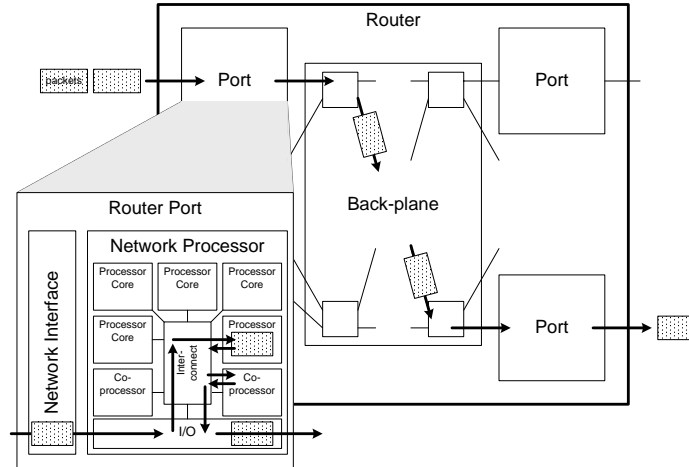 Router
packets
Port
Port
Back-plane
Router Port
Network Interface
Network Processor
Processor
Core
Processor
Core
Processor
Core
Processor
Core
Inter-
connect
Processor
Co-
processor
Co-
processor
I/O
Port